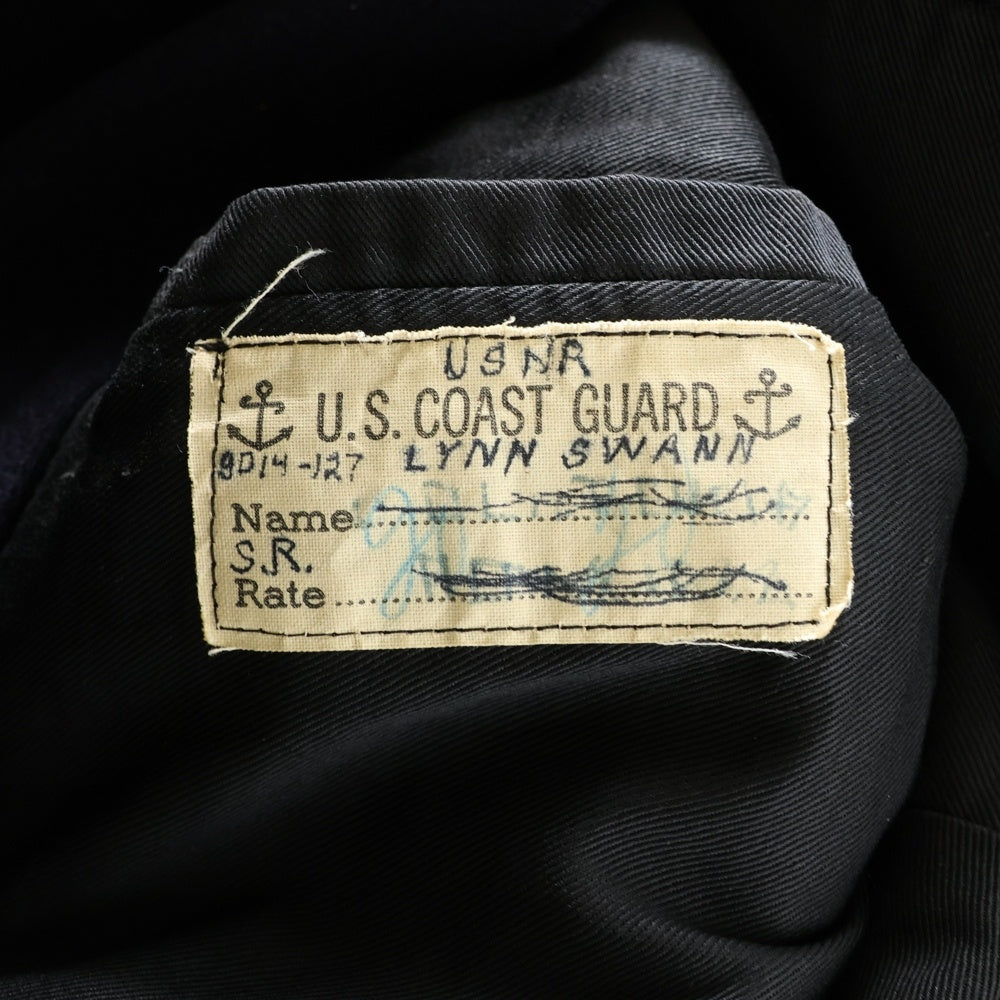 USNR
U.S. COAST GUARD
9D14-127 LYNN SWANN
Name
S.R.
Rate